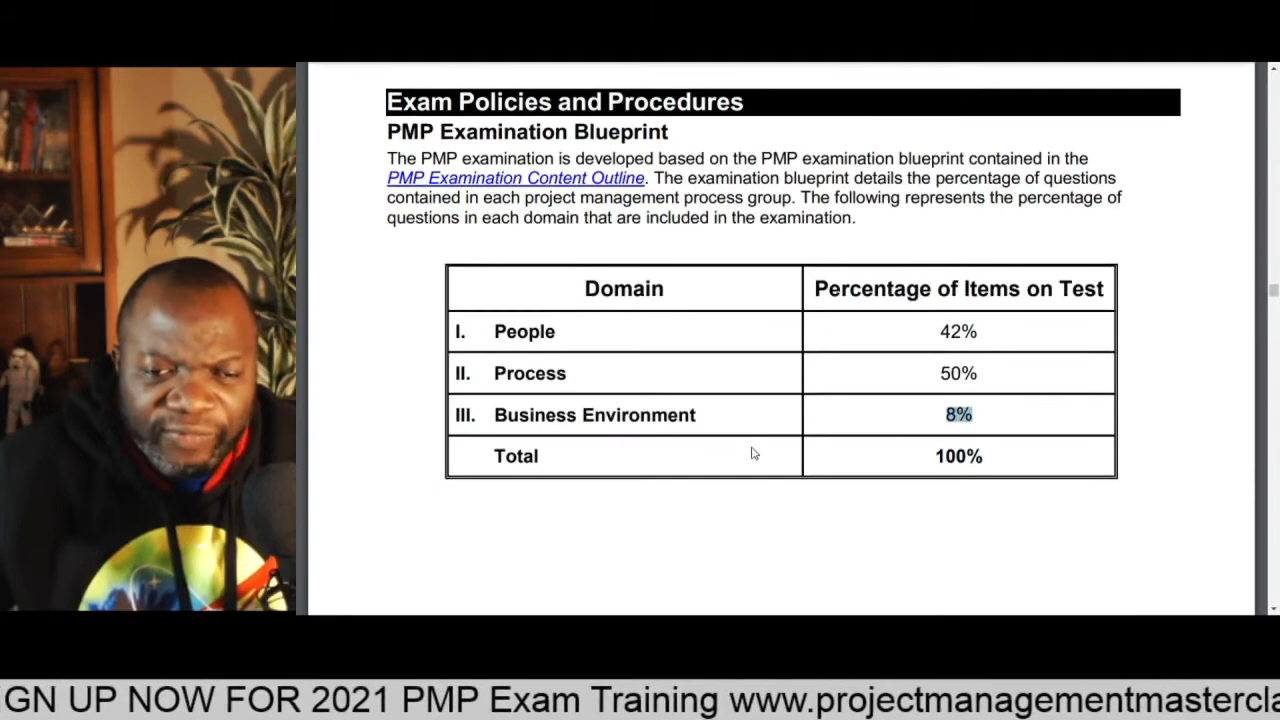 Exam Policies and Procedures
PMP Examination Blueprint
The PMP examination is developed based on the PMP examination blueprint contained in the
PMP Examination Content Outline. The examination blueprint details the percentage of questions
contained in each project management process group. The following represents the percentage of
questions in each domain that are included in the examination.
Domain Percentage of Items on Test
I. People 42%
II. Process 50%
III. Business Environment 8%
Total 100%
GN UP NOW FOR 2021 PMP Exam Training www.projectmanagementmastercla